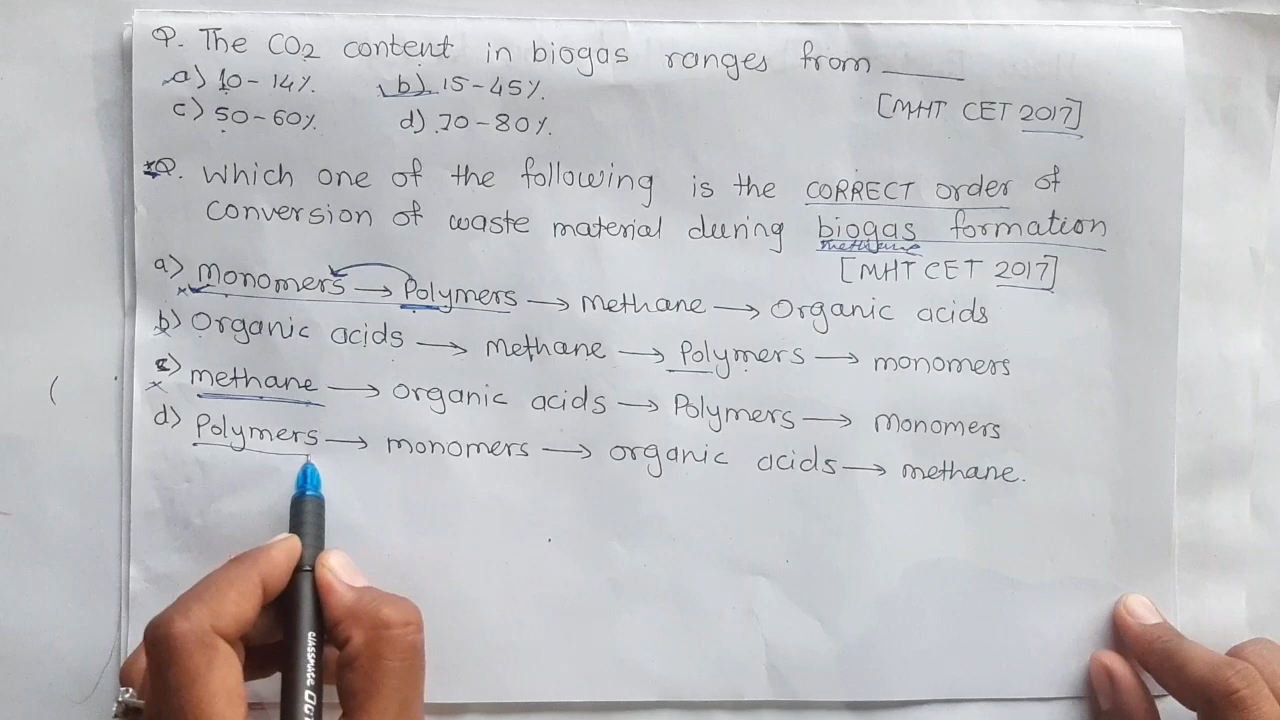 Q. The CO2 content in biogas ranges from ____
a) 10-14%. b) 15-45%.
c) 50-60%. d) 70-80%.
[MHT CET 2017]
*Q. Which one of the following is the CORRECT order of
conversion of waste material during biogas formation
methane
[MHT CET 2017]
a) Monomers → Polymers → Methane → Organic acids
b) Organic acids → Methane → Polymers → monomers
c) methane → organic acids → Polymers → Monomers
d) Polymers → monomers → organic acids → methane.
CLASSMATE OCT